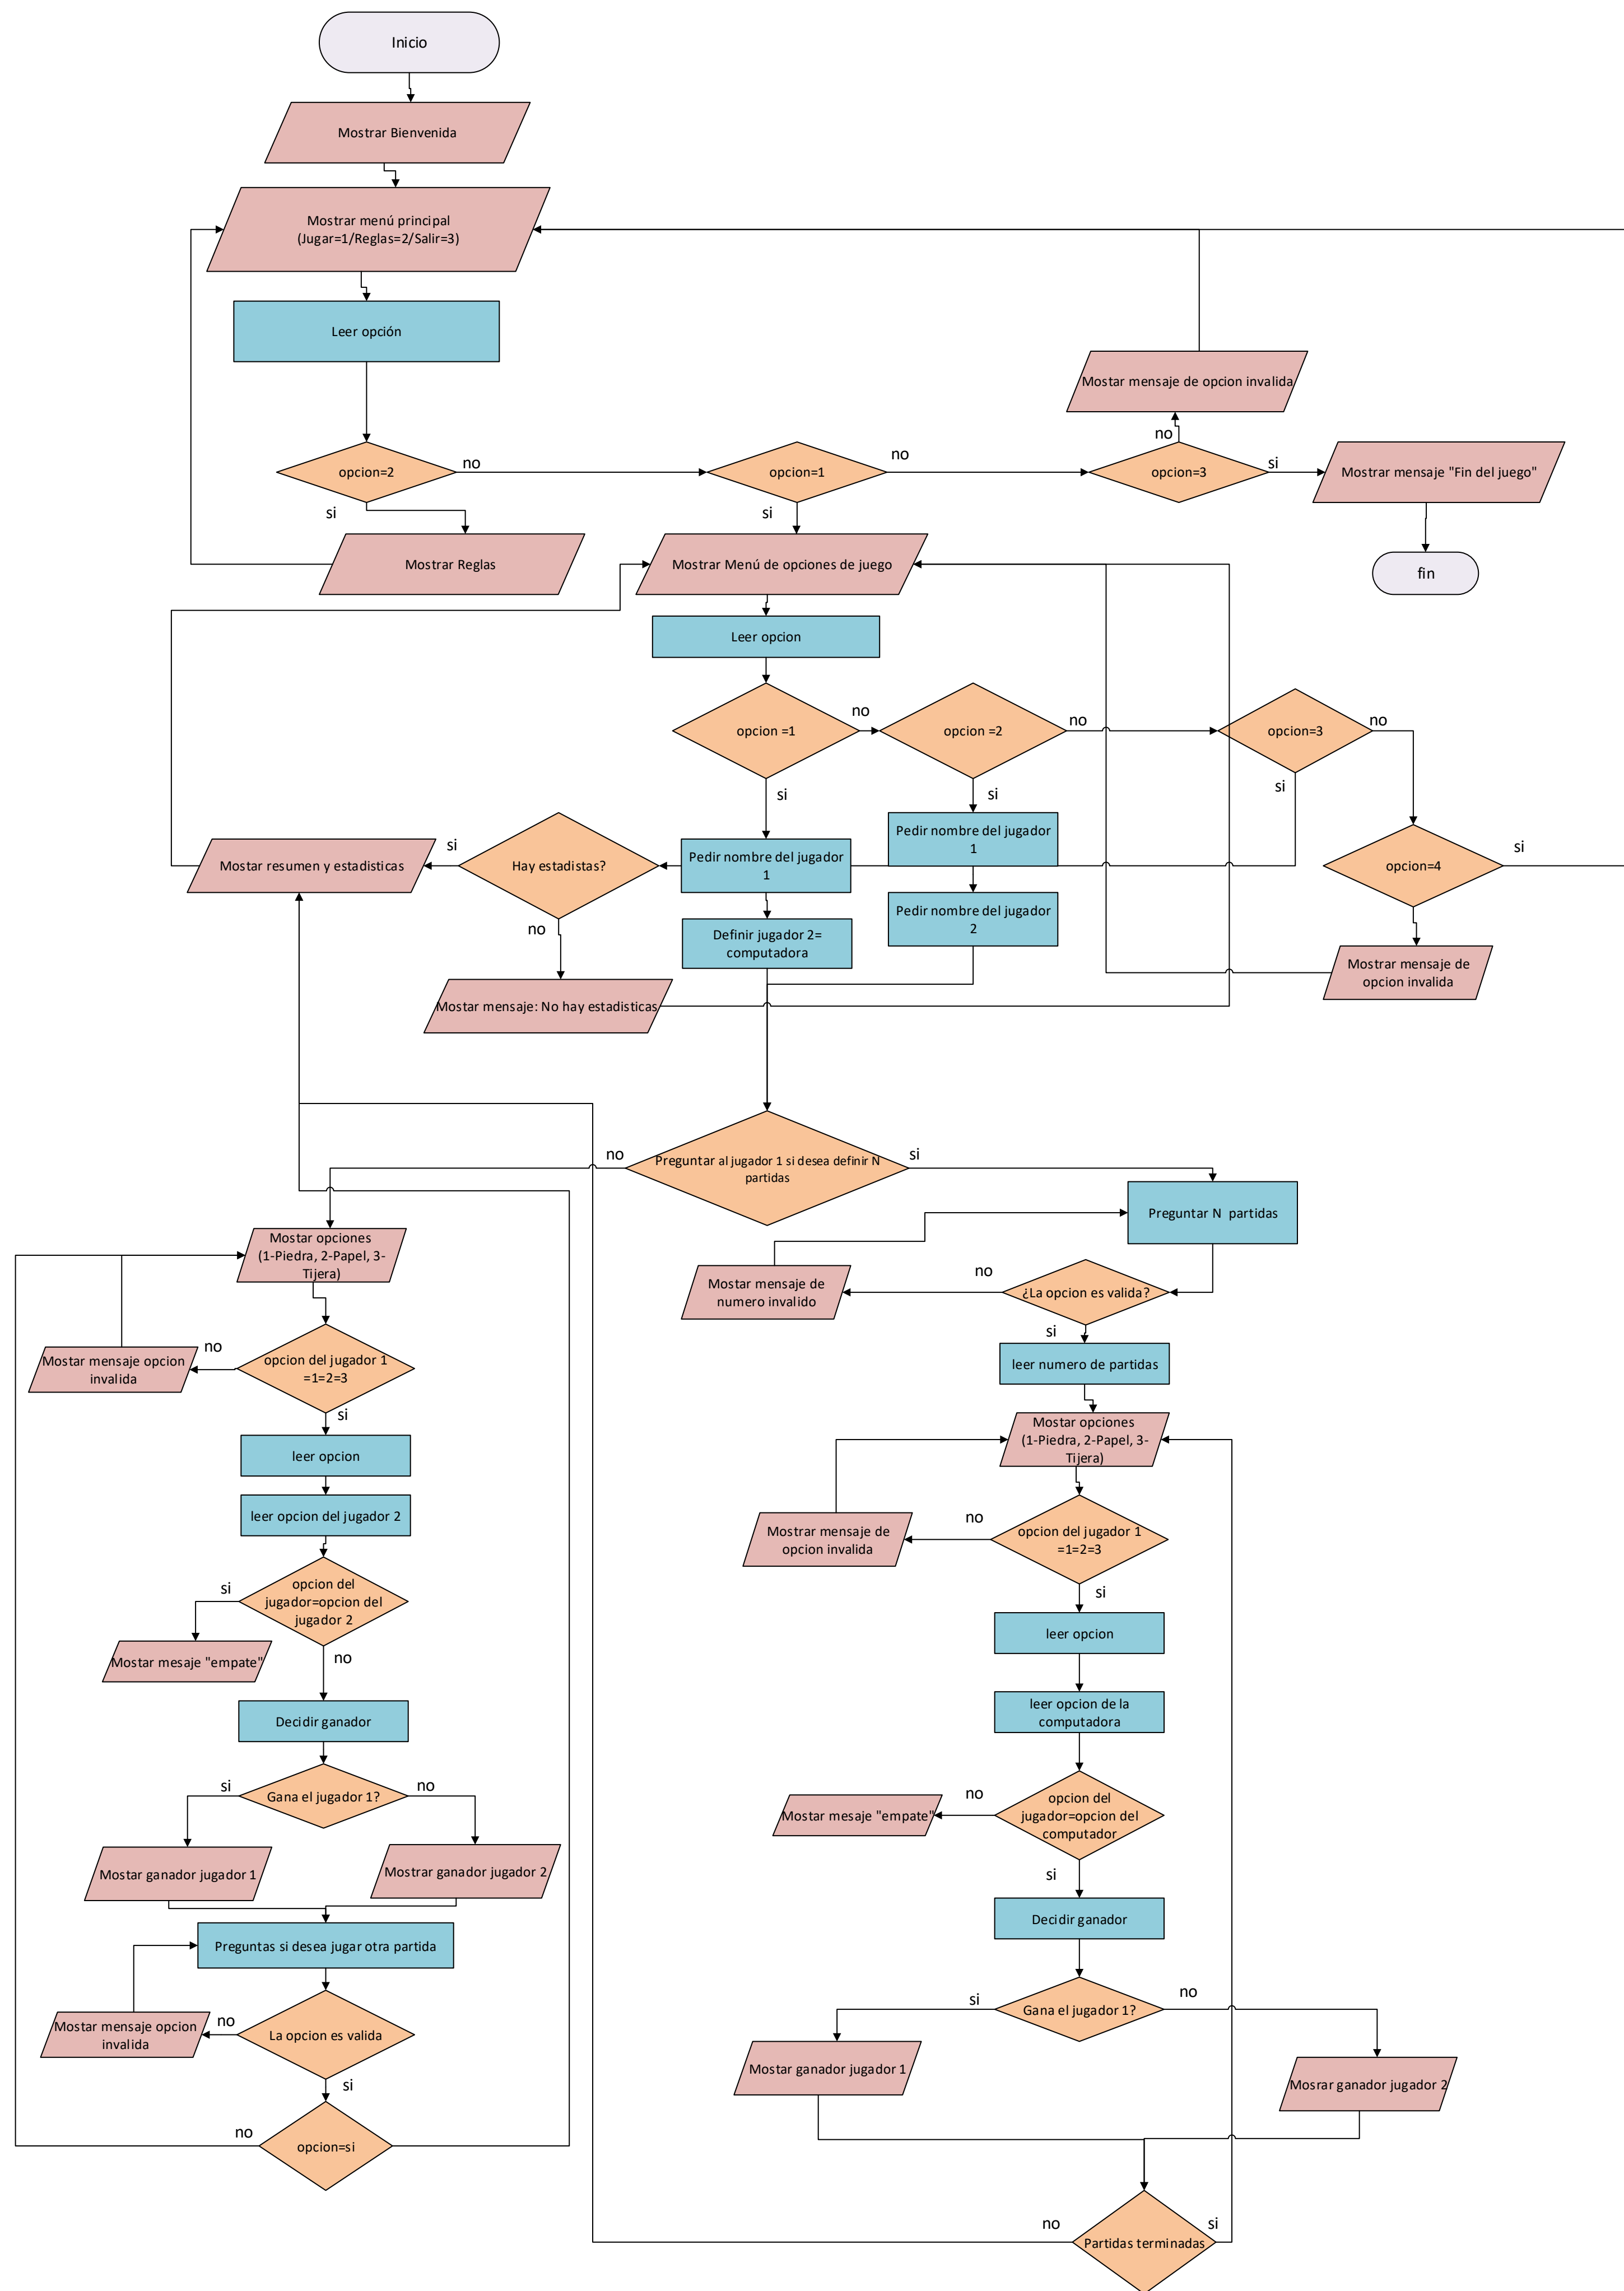 Inicio
Mostrar Bienvenida
Mostrar menú principal
(Jugar=1/Reglas=2/Salir=3)
Leer opción
Mostar mensaje de opcion invalida
no
opcion=2
no
opcion=1
no
opcion=3
si
Mostrar mensaje "Fin del juego"
si
si
Mostrar Reglas
Mostrar Menú de opciones de juego
fin
Leer opcion
opcion =1
no
opcion =2
no
opcion=3
no
si
si
si
Pedir nombre del jugador
1
Mostar resumen y estadisticas
si
Hay estadistas?
Pedir nombre del jugador
1
opcion=4
si
no
Definir jugador 2=
computadora
Pedir nombre del jugador
2
Mostrar mensaje de
opcion invalida
Mostar mensaje: No hay estadisticas
no
Preguntar al jugador 1 si desea definir N
partidas
si
Preguntar N  partidas
Mostar opciones
(1-Piedra, 2-Papel, 3-
Tijera)
Mostar mensaje de
numero invalido
no
¿La opcion es valida?
si
leer numero de partidas
Mostar mensaje opcion
invalida
no
opcion del jugador 1
=1=2=3
si
leer opcion
Mostar opciones
(1-Piedra, 2-Papel, 3-
Tijera)
leer opcion del jugador 2
Mostrar mensaje de
opcion invalida
no
opcion del jugador 1
=1=2=3
si
si
opcion del
jugador=opcion del
jugador 2
leer opcion
Mostar mesaje "empate"
no
Decidir ganador
leer opcion de la
computadora
si
Gana el jugador 1?
no
Mostar mesaje "empate"
no
opcion del
jugador=opcion del
computador
Mostar ganador jugador 1
Mostrar ganador jugador 2
si
Decidir ganador
Preguntas si desea jugar otra partida
Mostar mensaje opcion
invalida
no
La opcion es valida
si
si
Gana el jugador 1?
no
Mostar ganador jugador 1
Mosrar ganador jugador 2
no
opcion=si
no
Partidas terminadas
si